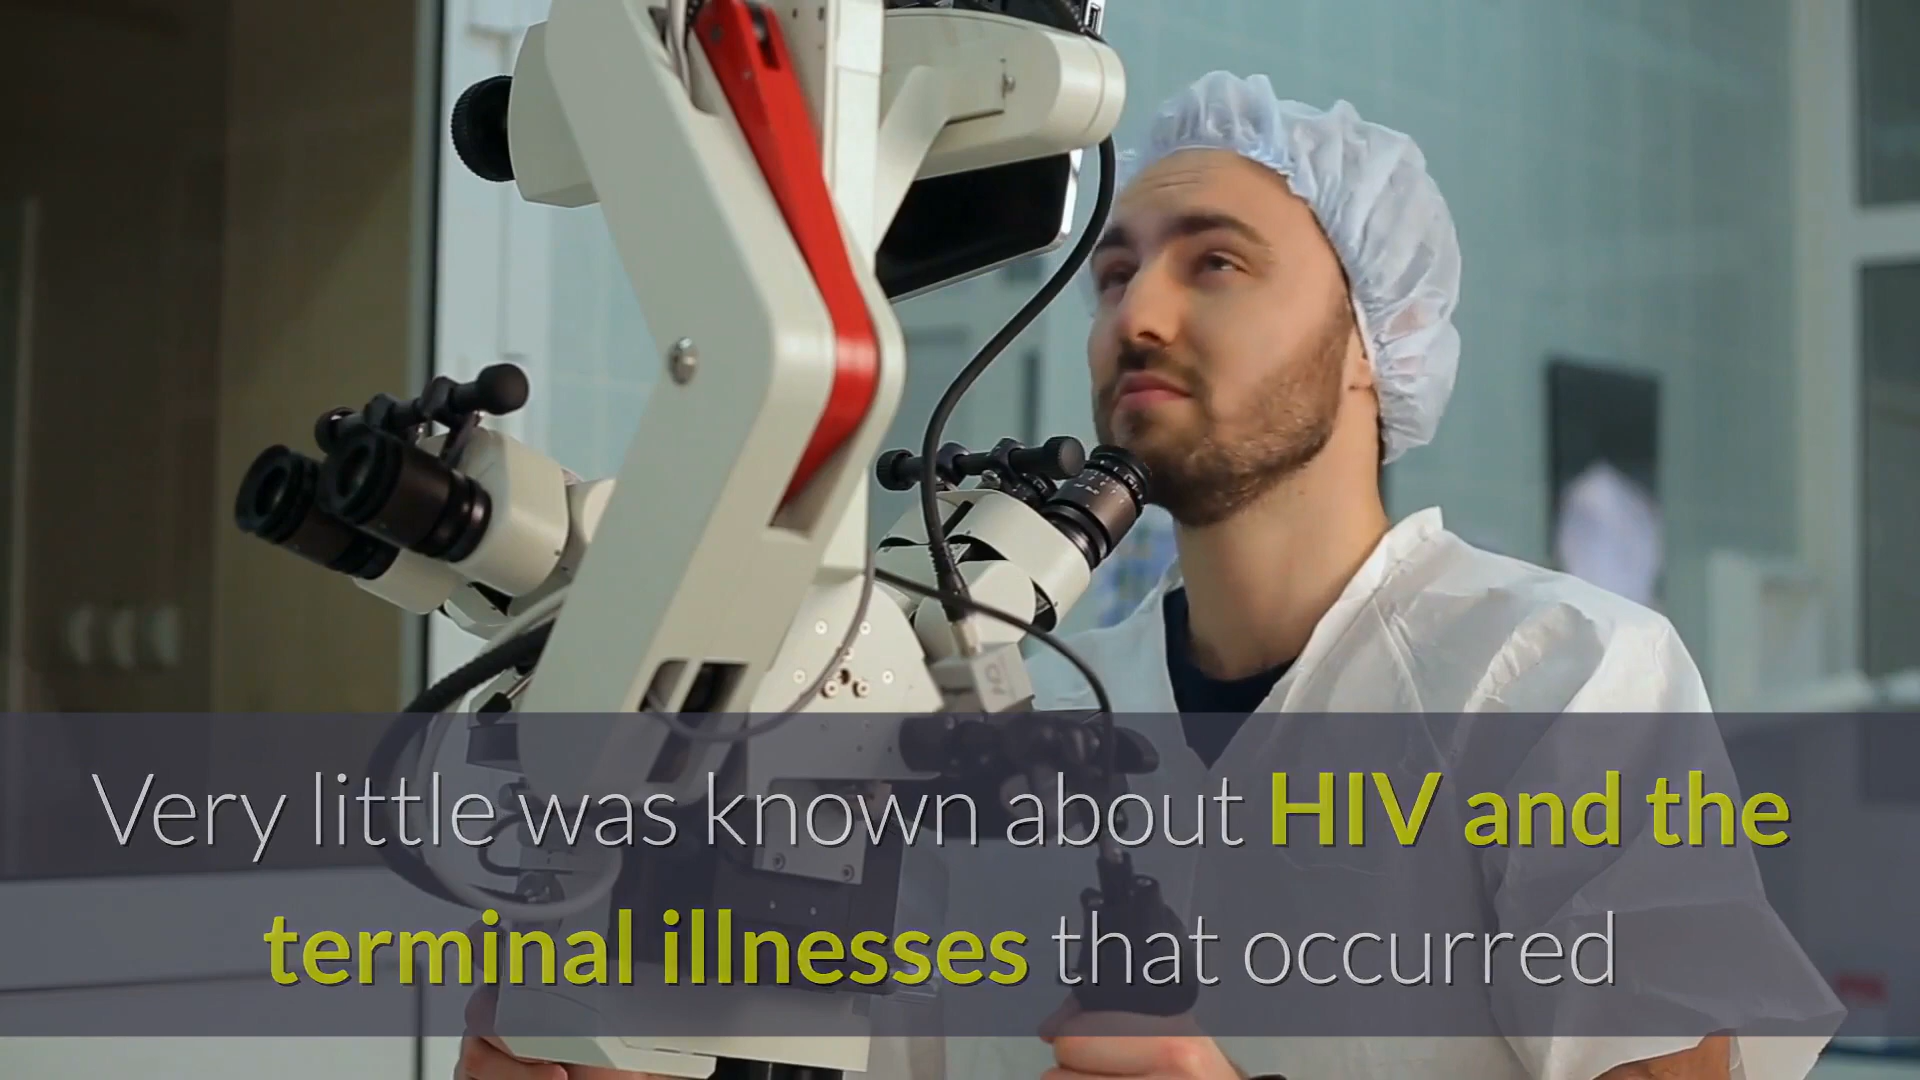 Very little was known about HIV and the
terminal illnesses that occurred